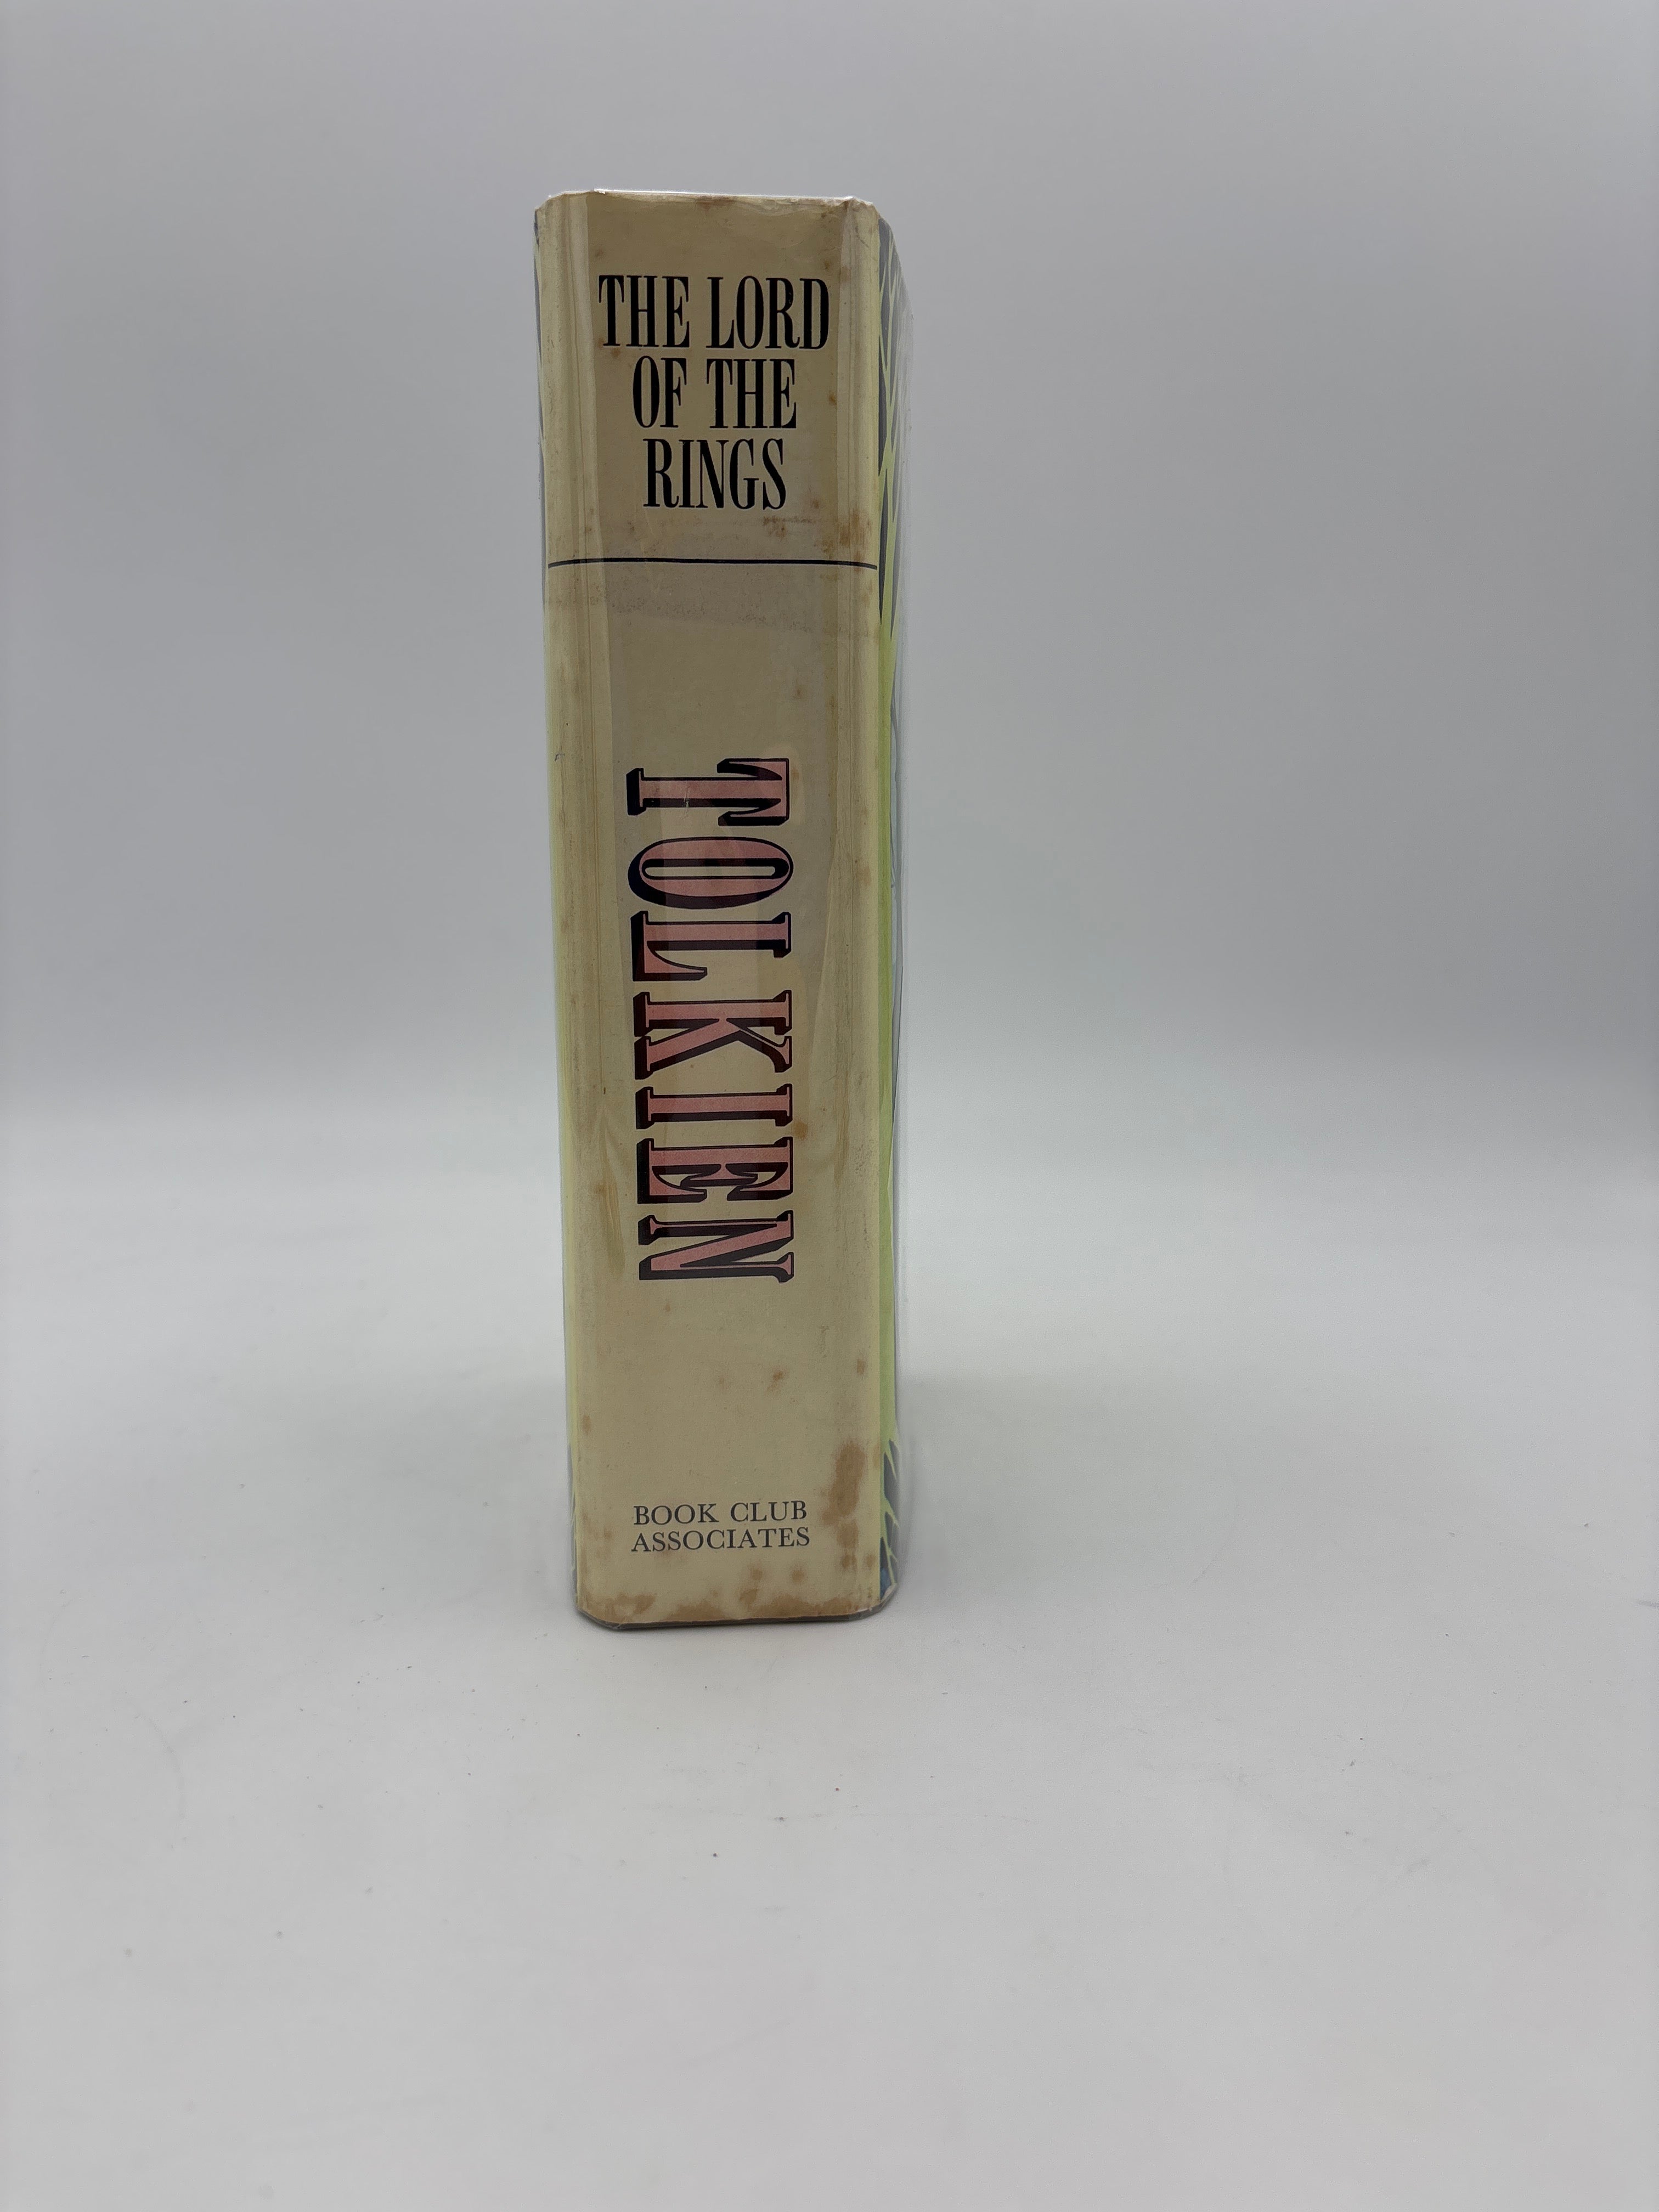 THE LORD
OF THE
RINGS
TOLKIEN
BOOK CLUB
ASSOCIATES